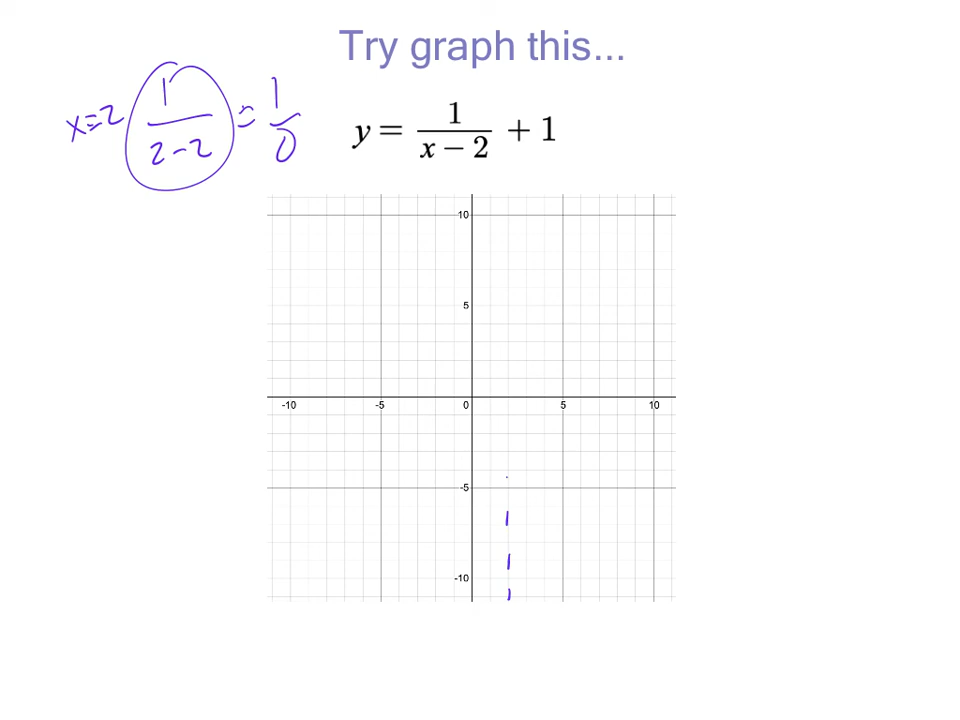 Try graph this...
x=2 1/(2-2) = 1/0
y = 1/(x − 2) + 1
10
5
-10 -5 0 5 10
-5
-10